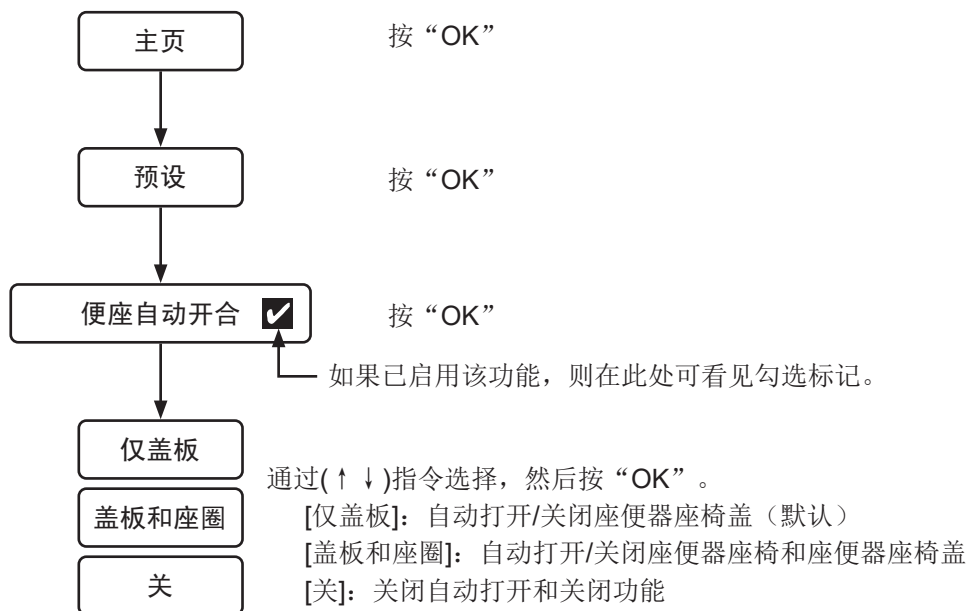 主页
按“OK”
预设
按“OK”
便座自动开合 ✔
按“OK”
如果已启用该功能，则在此处可看见勾选标记。
仅盖板
盖板和座圈
关
通过(↑↓)指令选择，然后按“OK”。
[仅盖板]：自动打开/关闭座便器座椅盖（默认）
[盖板和座圈]：自动打开/关闭座便器座椅和座便器座椅盖
[关]：关闭自动打开和关闭功能